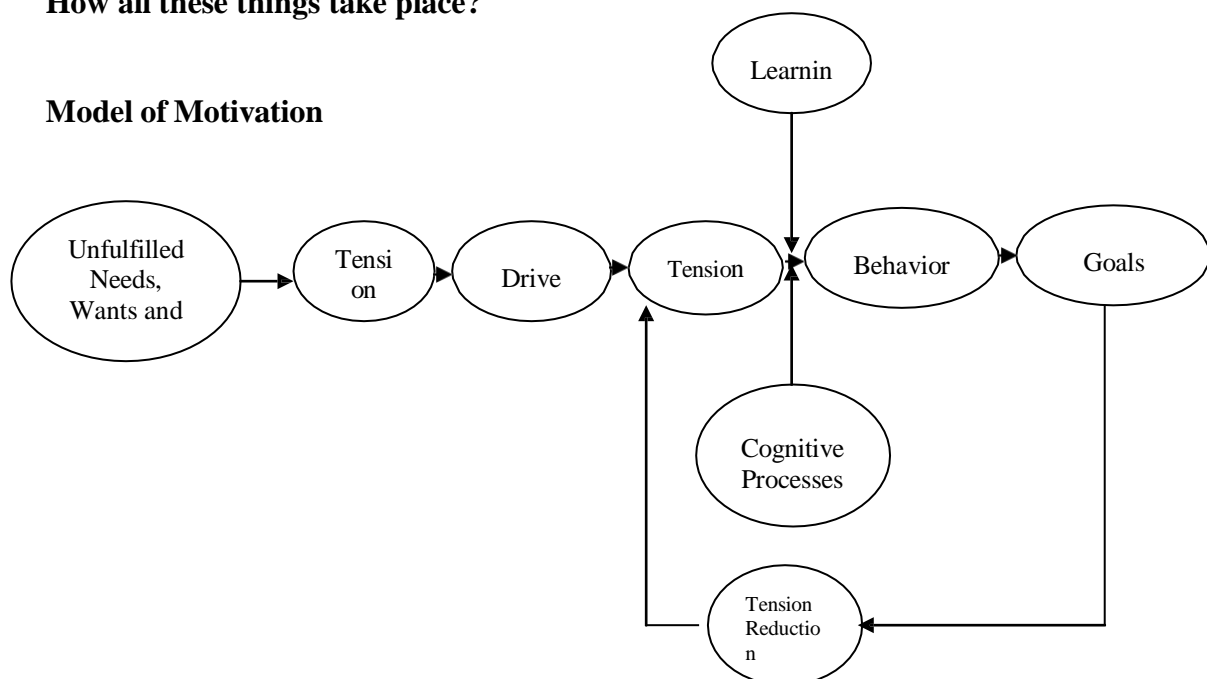 How all these things take place?
Learnin
Model of Motivation
Unfulfilled
Needs,
Wants and
Tensi
on
Drive
Tension
Behavior
Goals
Cognitive
Processes
Tension
Reductio
n